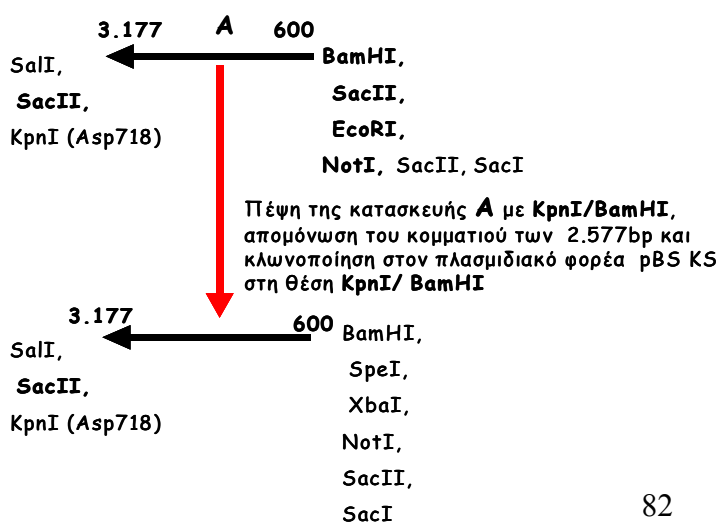 3.177 A 600
SalI,
SacII,
KpnI (Asp718)
BamHI,
SacII,
EcoRI,
NotI, SacII, SacI
Πέψη της κατασκευής A με KpnI/BamHI,
απομόνωση του κομματιού των 2.577bp και
κλωνοποίηση στον πλασμιδιακό φορέα pBS KS
στη θέση KpnI/ BamHI
3.177 600
SalI,
SacII,
KpnI (Asp718)
BamHI,
SpeI,
XbaI,
NotI,
SacII,
SacI
82